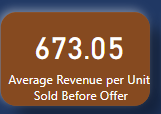 673.05
Average Revenue per Unit
Sold Before Offer